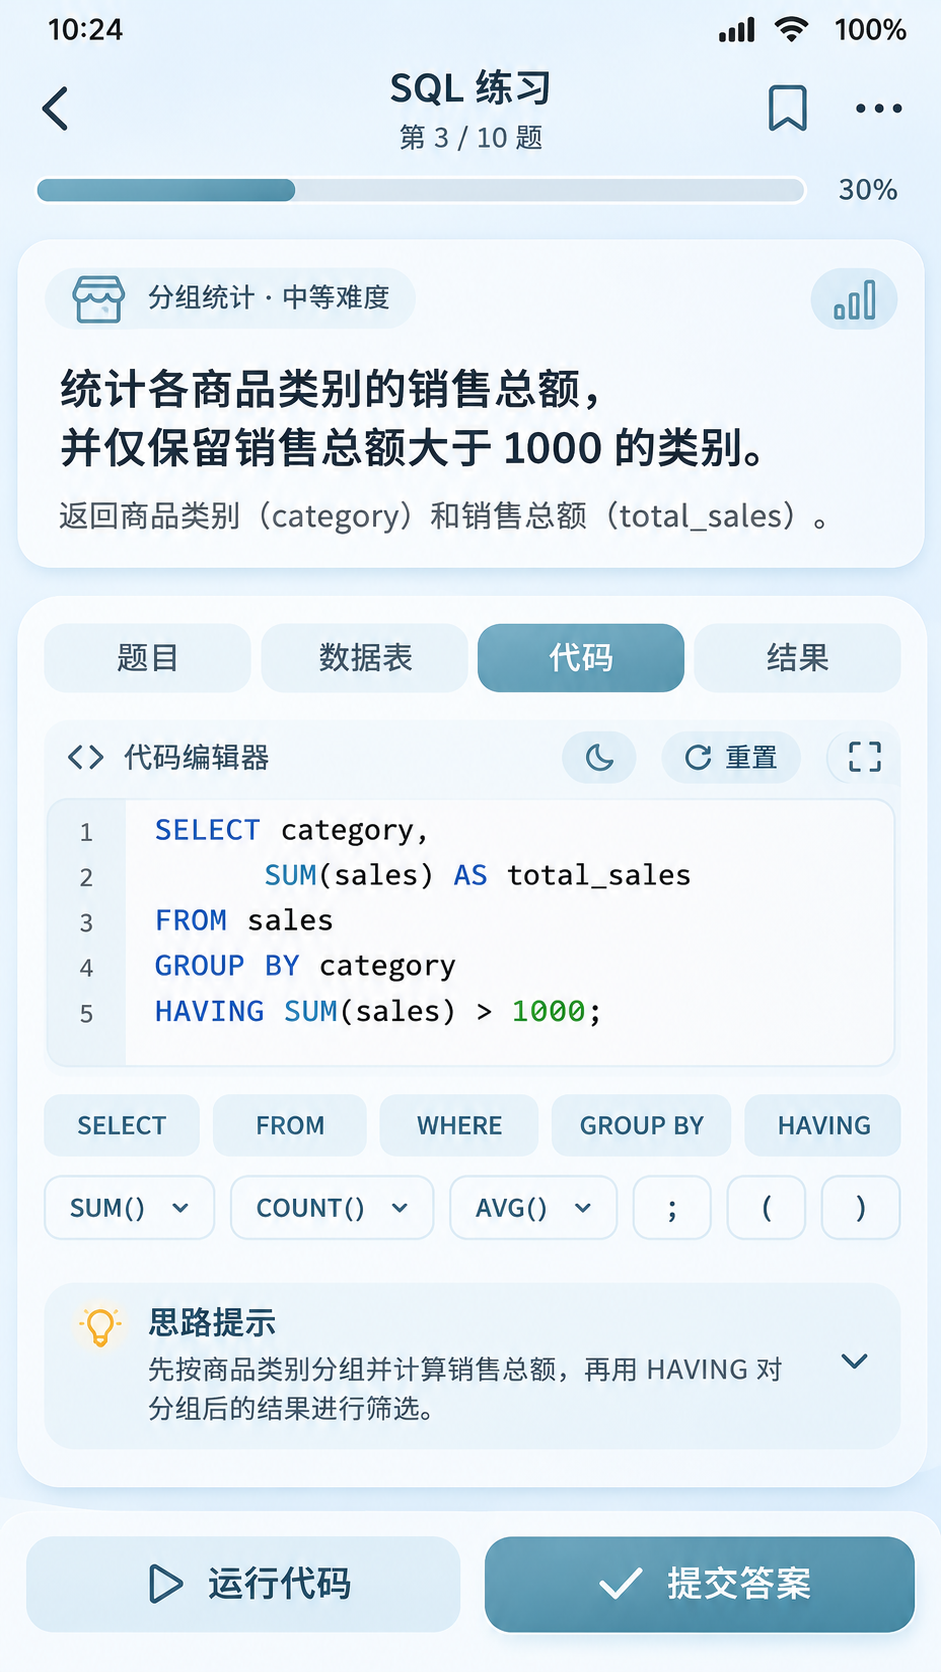 10:24
100%
SQL 练习
第 3 / 10 题
30%
分组统计 · 中等难度
统计各商品类别的销售总额，
并仅保留销售总额大于 1000 的类别。
返回商品类别（category）和销售总额（total_sales）。
题目 数据表 代码 结果
<> 代码编辑器 重置
1 SELECT category,
2 SUM(sales) AS total_sales
3 FROM sales
4 GROUP BY category
5 HAVING SUM(sales) > 1000;
SELECT FROM WHERE GROUP BY HAVING
SUM() COUNT() AVG() ; ( )
思路提示
先按商品类别分组并计算销售总额，再用 HAVING 对
分组后的结果进行筛选。
运行代码 提交答案